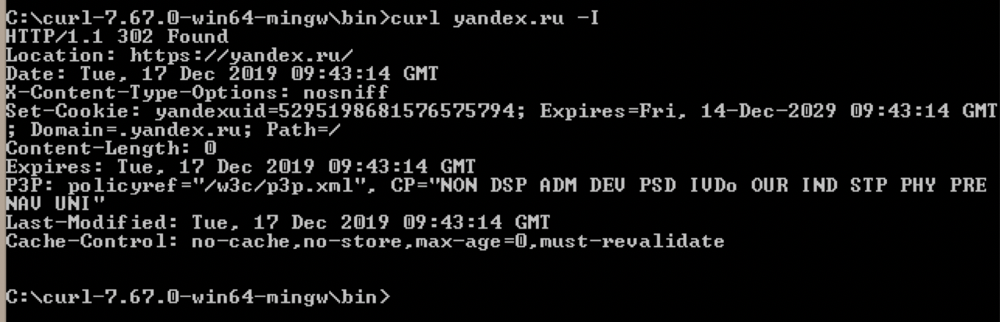 C:\curl-7.67.0-win64-mingw\bin>curl yandex.ru -I
HTTP/1.1 302 Found
Location: https://yandex.ru/
Date: Tue, 17 Dec 2019 09:43:14 GMT
X-Content-Type-Options: nosniff
Set-Cookie: yandexuid=5295198681576575794; Expires=Fri, 14-Dec-2029 09:43:14 GMT
; Domain=.yandex.ru; Path=/
Content-Length: 0
Expires: Tue, 17 Dec 2019 09:43:14 GMT
P3P: policyref="/w3c/p3p.xml", CP="NON DSP ADM DEV PSD IVDo OUR IND STP PHY PRE
NAV UNI"
Last-Modified: Tue, 17 Dec 2019 09:43:14 GMT
Cache-Control: no-cache,no-store,max-age=0,must-revalidate
C:\curl-7.67.0-win64-mingw\bin>